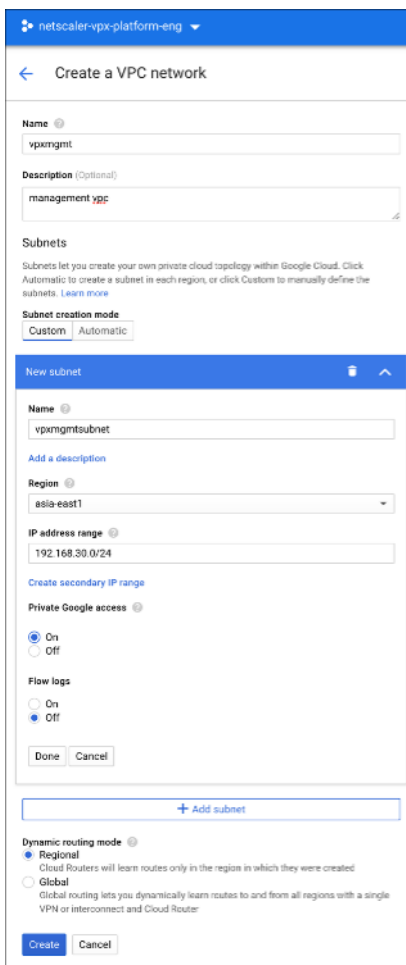 netscaler-vpx-platform-eng
Create a VPC network
Name
vpxmgmt
Description (Optional)
management vpc
Subnets
Subnets let you create your own private cloud topology within Google Cloud. Click
Automatic to create a subnet in each region, or click Custom to manually define the
subnets. Learn more
Subnet creation mode
Custom Automatic
New subnet
Name
vpxmgmtsubnet
Add a description
Region
asia-east1
IP address range
192.168.30.0/24
Create secondary IP range
Private Google access
On
Off
Flow logs
On
Off
Done Cancel
+ Add subnet
Dynamic routing mode
Regional
Cloud Routers will learn routes only in the region in which they were created
Global
Global routing lets you dynamically learn routes to and from all regions with a single
VPN or interconnect and Cloud Router
Create Cancel